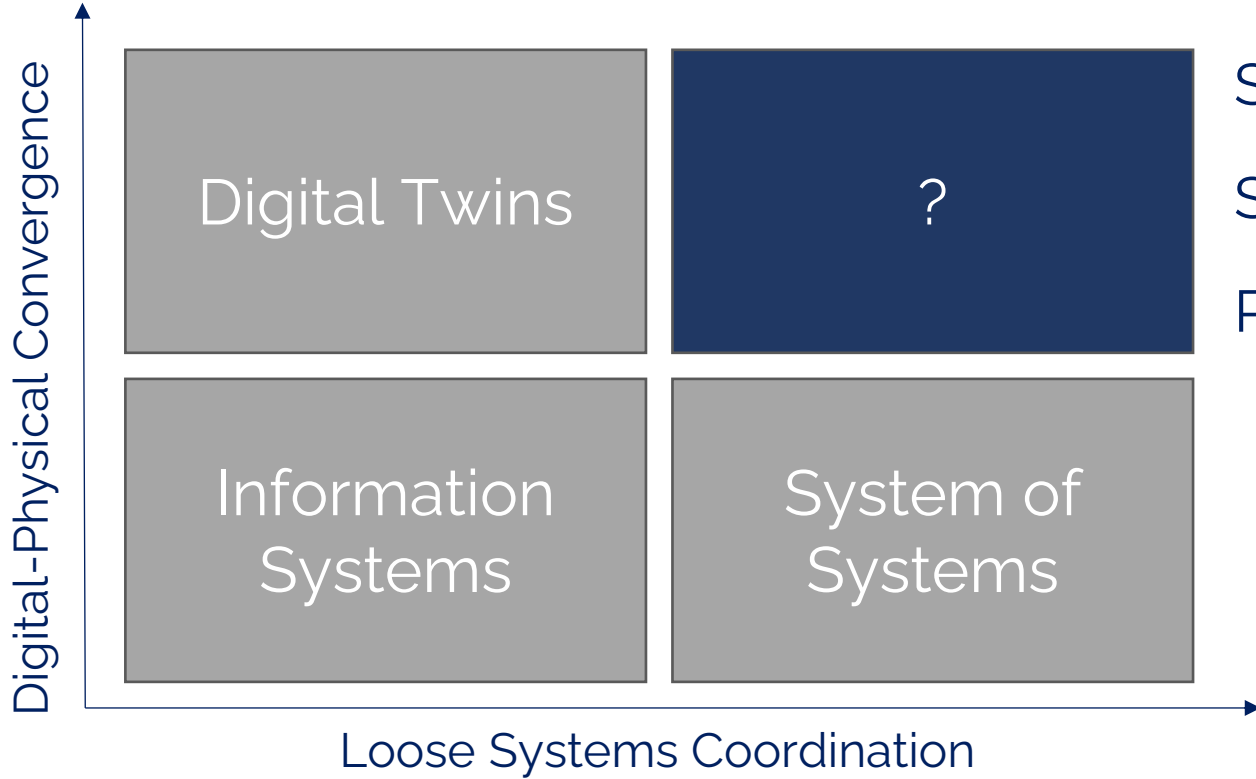 Digital-Physical Convergence
Digital Twins
?
S
S
Information
Systems
System of
Systems
Loose Systems Coordination